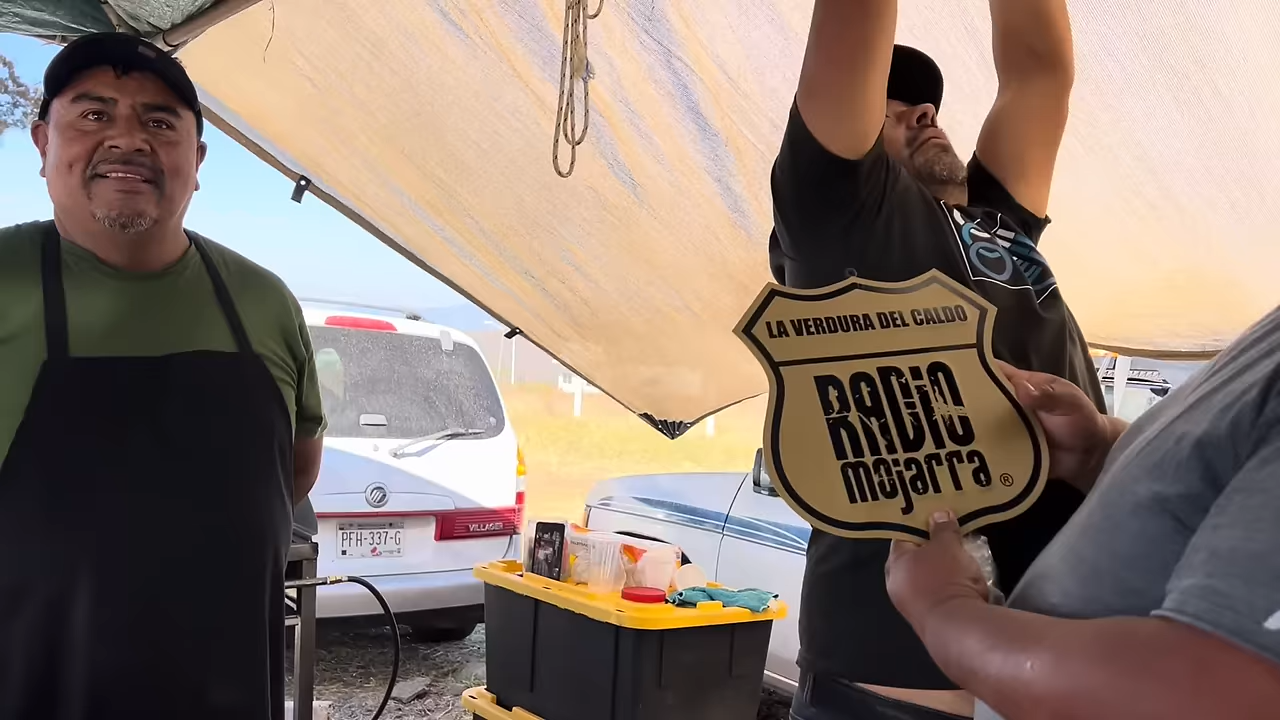 LA VERDURA DEL CALDO
RADIO
mojarra ®
VILLAGER
PFH-337-G